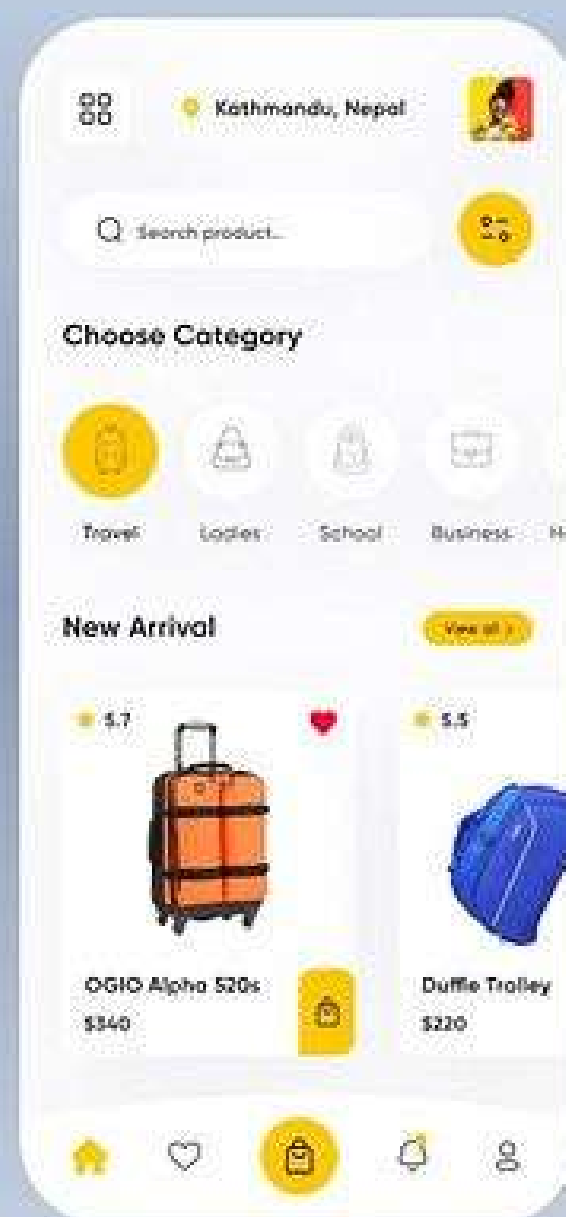 Kathmandu, Nepal
Search product...
Choose Category
Travel Ladies School Business
New Arrival
View all >
5.7
5.5
OGIO Alpha 520s
$340
Duffle Trolley
$220